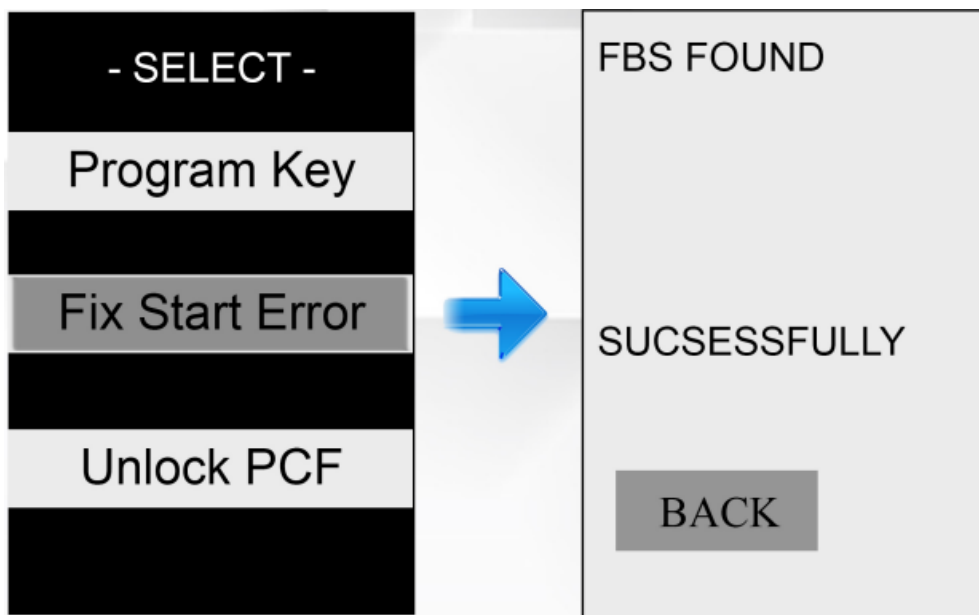 - SELECT -
Program Key
Fix Start Error
Unlock PCF
FBS FOUND
SUCSESSFULLY
BACK